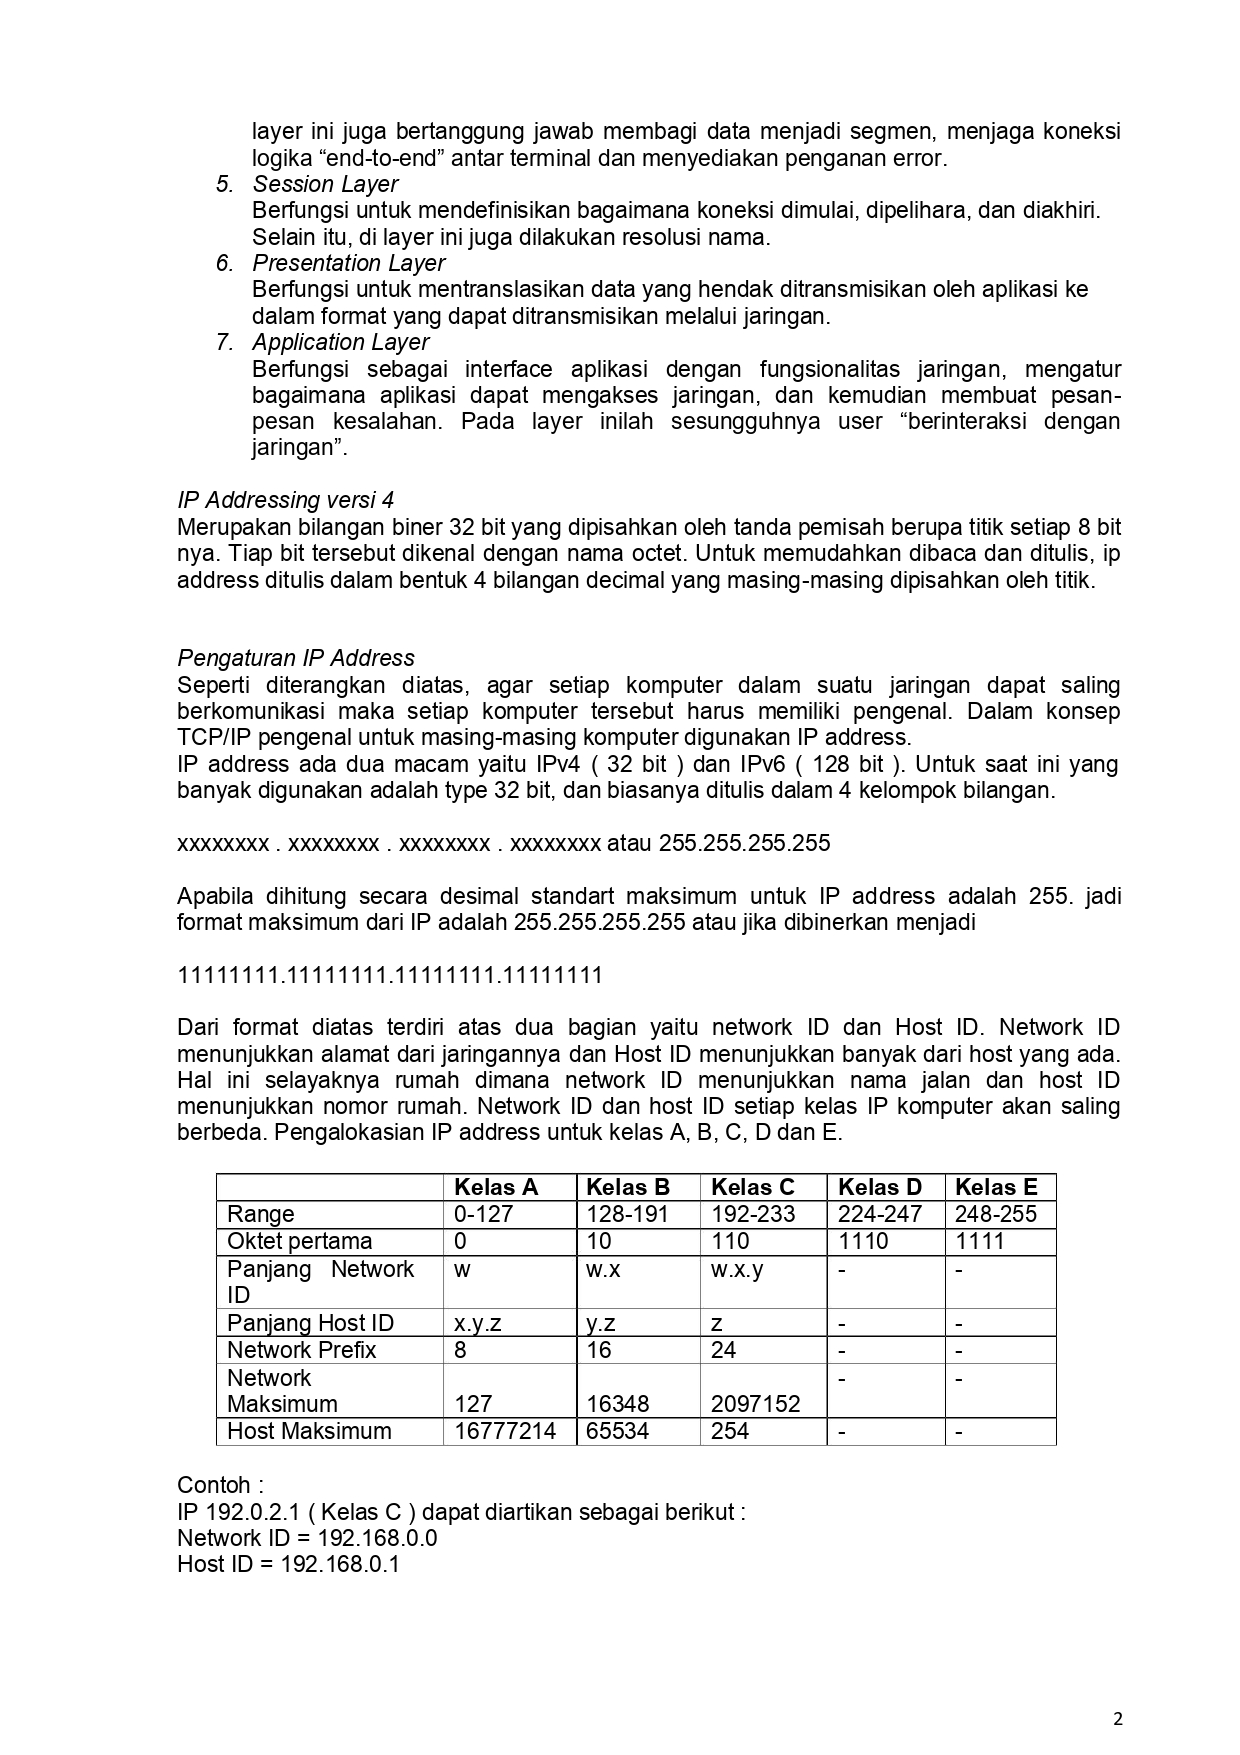 layer ini juga bertanggung jawab membagi data menjadi segmen, menjaga koneksi
logika “end-to-end” antar terminal dan menyediakan penganan error.
5. Session Layer
Berfungsi untuk mendefinisikan bagaimana koneksi dimulai, dipelihara, dan diakhiri.
Selain itu, di layer ini juga dilakukan resolusi nama.
6. Presentation Layer
Berfungsi untuk mentranslasikan data yang hendak ditransmisikan oleh aplikasi ke
dalam format yang dapat ditransmisikan melalui jaringan.
7. Application Layer
Berfungsi sebagai interface aplikasi dengan fungsionalitas jaringan, mengatur
bagaimana aplikasi dapat mengakses jaringan, dan kemudian membuat pesan-
pesan kesalahan. Pada layer inilah sesungguhnya user “berinteraksi dengan
jaringan”.
IP Addressing versi 4
Merupakan bilangan biner 32 bit yang dipisahkan oleh tanda pemisah berupa titik setiap 8 bit
nya. Tiap bit tersebut dikenal dengan nama octet. Untuk memudahkan dibaca dan ditulis, ip
address ditulis dalam bentuk 4 bilangan decimal yang masing-masing dipisahkan oleh titik.
Pengaturan IP Address
Seperti diterangkan diatas, agar setiap komputer dalam suatu jaringan dapat saling
berkomunikasi maka setiap komputer tersebut harus memiliki pengenal. Dalam konsep
TCP/IP pengenal untuk masing-masing komputer digunakan IP address.
IP address ada dua macam yaitu IPv4 ( 32 bit ) dan IPv6 ( 128 bit ). Untuk saat ini yang
banyak digunakan adalah type 32 bit, dan biasanya ditulis dalam 4 kelompok bilangan.
xxxxxxxx . xxxxxxxx . xxxxxxxx . xxxxxxxx atau 255.255.255.255
Apabila dihitung secara desimal standart maksimum untuk IP address adalah 255. jadi
format maksimum dari IP adalah 255.255.255.255 atau jika dibinerkan menjadi
11111111.11111111.11111111.11111111
Dari format diatas terdiri atas dua bagian yaitu network ID dan Host ID. Network ID
menunjukkan alamat dari jaringannya dan Host ID menunjukkan banyak dari host yang ada.
Hal ini selayaknya rumah dimana network ID menunjukkan nama jalan dan host ID
menunjukkan nomor rumah. Network ID dan host ID setiap kelas IP komputer akan saling
berbeda. Pengalokasian IP address untuk kelas A, B, C, D dan E.
Kelas A Kelas B Kelas C Kelas D Kelas E
Range 0-127 128-191 192-233 224-247 248-255
Oktet pertama 0 10 110 1110 1111
Panjang Network w w.x w.x.y - -
ID
Panjang Host ID x.y.z y.z z - -
Network Prefix 8 16 24 - -
Network - -
Maksimum 127 16348 2097152
Host Maksimum 16777214 65534 254 - -
Contoh :
IP 192.0.2.1 ( Kelas C ) dapat diartikan sebagai berikut :
Network ID = 192.168.0.0
Host ID = 192.168.0.1
2